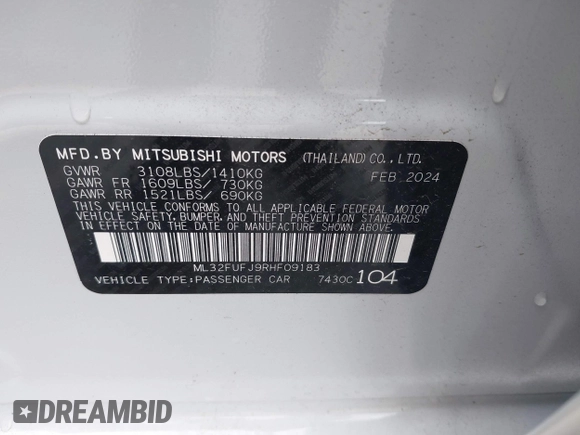 MFD.BY MITSUBISHI MOTORS (THAILAND) CO., LTD.
GVWR 3108LBS/1410KG FEB 2024
GAWR FR 1609LBS/ 730KG
GAWR RR 1521LBS/ 690KG
THIS VEHICLE CONFORMS TO ALL APPLICABLE FEDERAL MOTOR
VEHICLE SAFETY, BUMPER, AND THEFT PREVENTION STANDARDS
IN EFFECT ON THE DATE OF MANUFACTURE SHOWN ABOVE.
ML32FUFJ9RHF09183
VEHICLE TYPE:PASSENGER CAR 7430C 104
DREAMBID